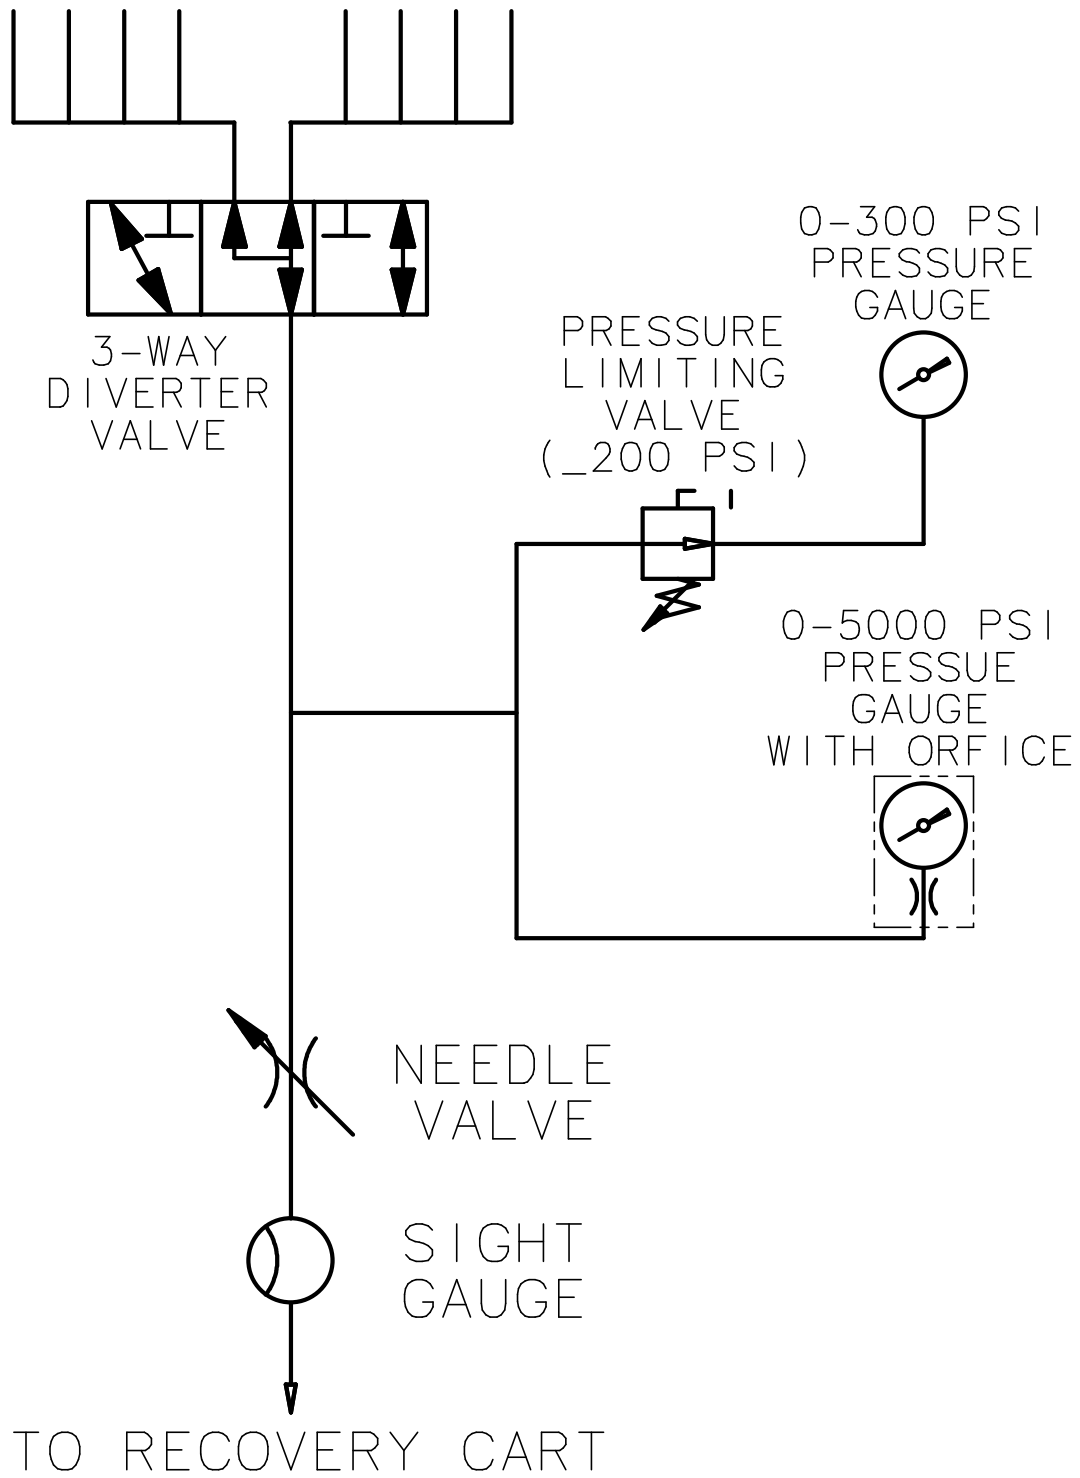 0-300 PSI
PRESSURE
GAUGE
PRESSURE
LIMITING
VALVE
(_200 PSI)
3-WAY
DIVERTER
VALVE
0-5000 PSI
PRESSUE
GAUGE
WITH ORFICE
NEEDLE
VALVE
SIGHT
GAUGE
TO RECOVERY CART